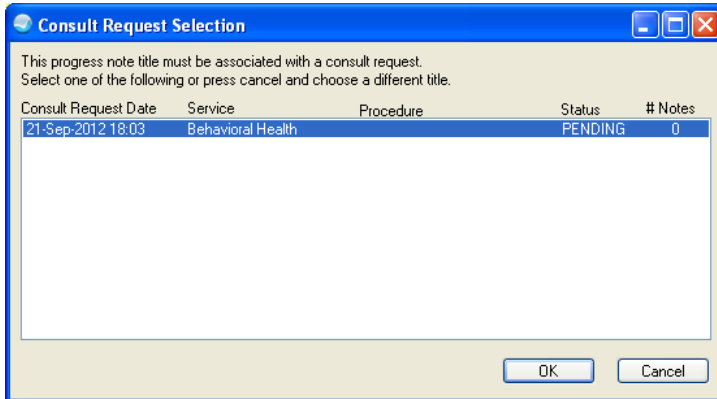 Consult Request Selection
This progress note title must be associated with a consult request.
Select one of the following or press cancel and choose a different title.
Consult Request Date Service Procedure Status # Notes
21-Sep-2012 18:03 Behavioral Health PENDING 0
OK Cancel